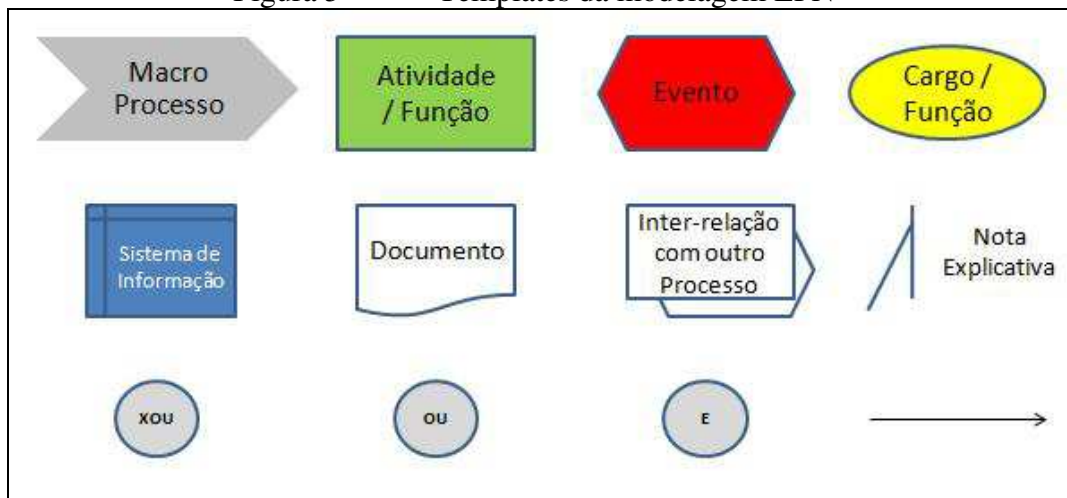 Macro
Processo
Atividade
/ Função
Evento
Cargo /
Função
Sistema de
Informação
Documento
Inter-relação
com outro
Processo
Nota
Explicativa
XOU
OU
E